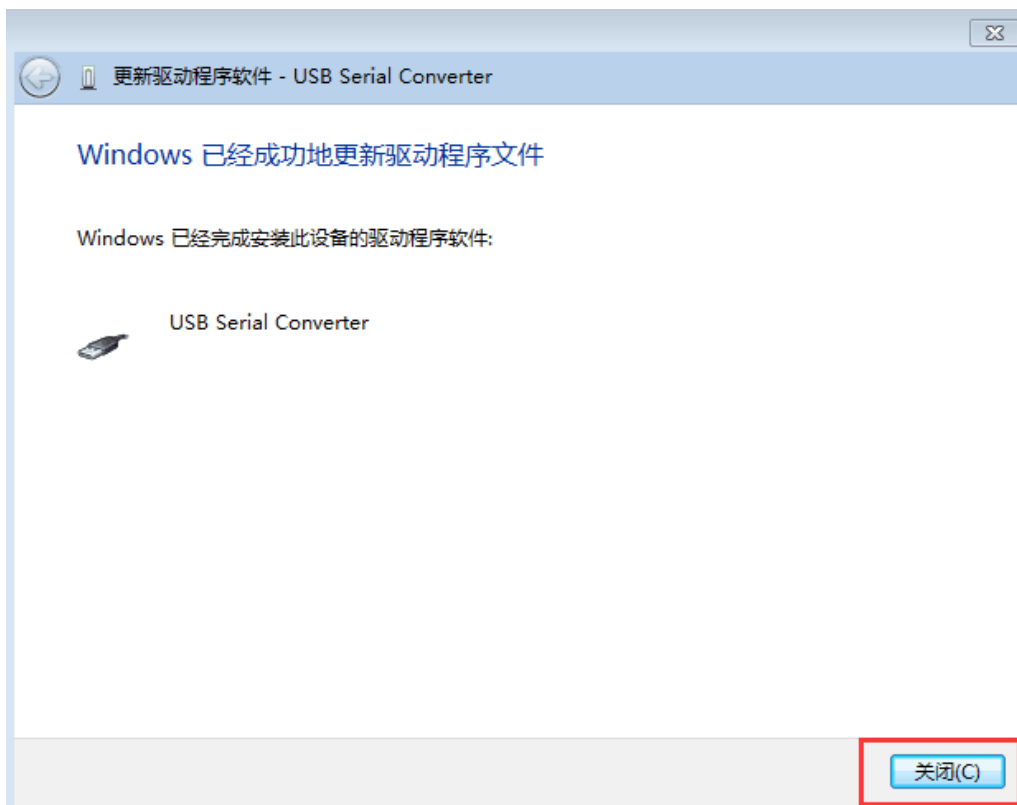 更新驱动程序软件 - USB Serial Converter
Windows 已经成功地更新驱动程序文件
Windows 已经完成安装此设备的驱动程序软件:
USB Serial Converter
关闭(C)